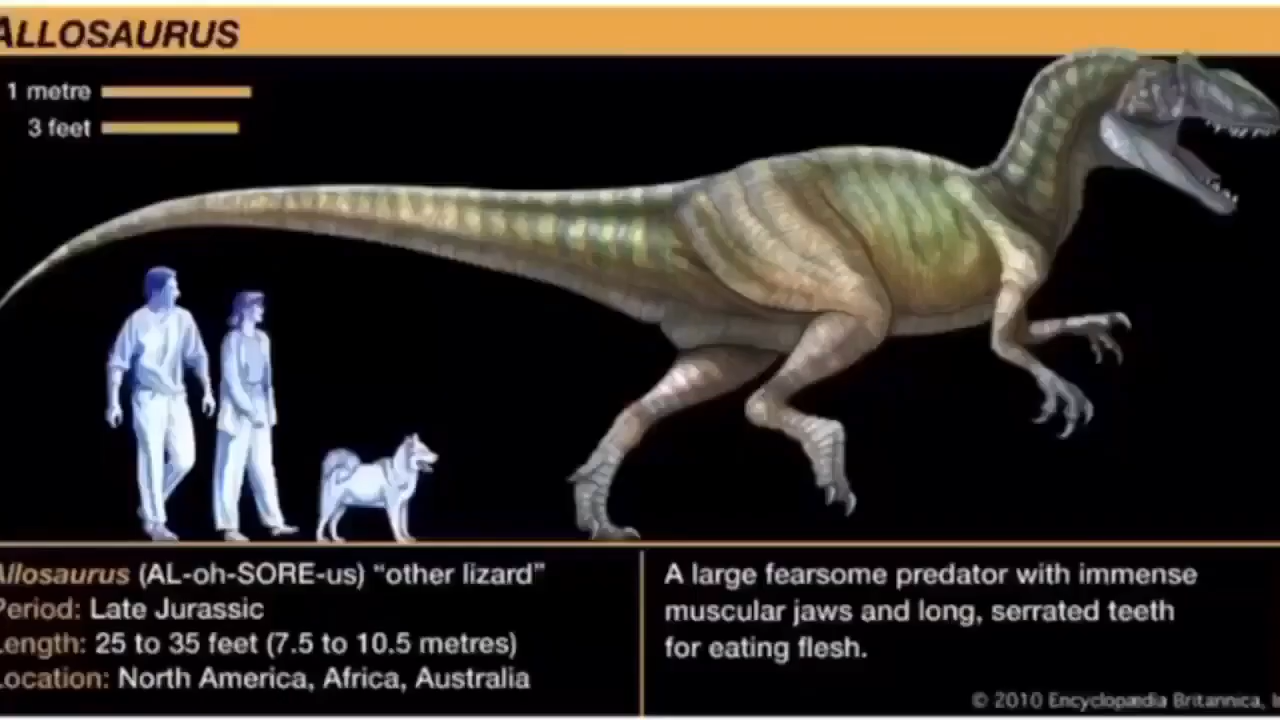 ALLOSAURUS
1 metre
3 feet
Allosaurus (AL-oh-SORE-us) “other lizard”
Period: Late Jurassic
Length: 25 to 35 feet (7.5 to 10.5 metres)
Location: North America, Africa, Australia
A large fearsome predator with immense
muscular jaws and long, serrated teeth
for eating flesh.
© 2010 Encyclopædia Britannica,